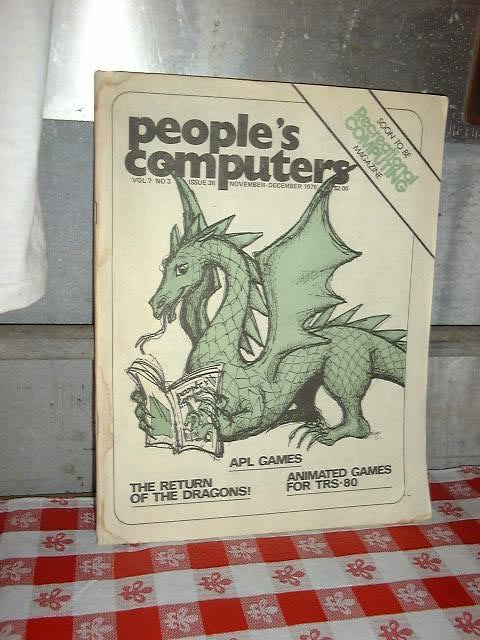 people's
computers
VOL 7 NO 3 ISSUE 36 NOVEMBER-DECEMBER 1978 $2.00
SOON TO BE
Recreational
COMPUTING
MAGAZINE
APL GAMES
THE RETURN
OF THE DRAGONS!
ANIMATED GAMES
FOR TRS-80